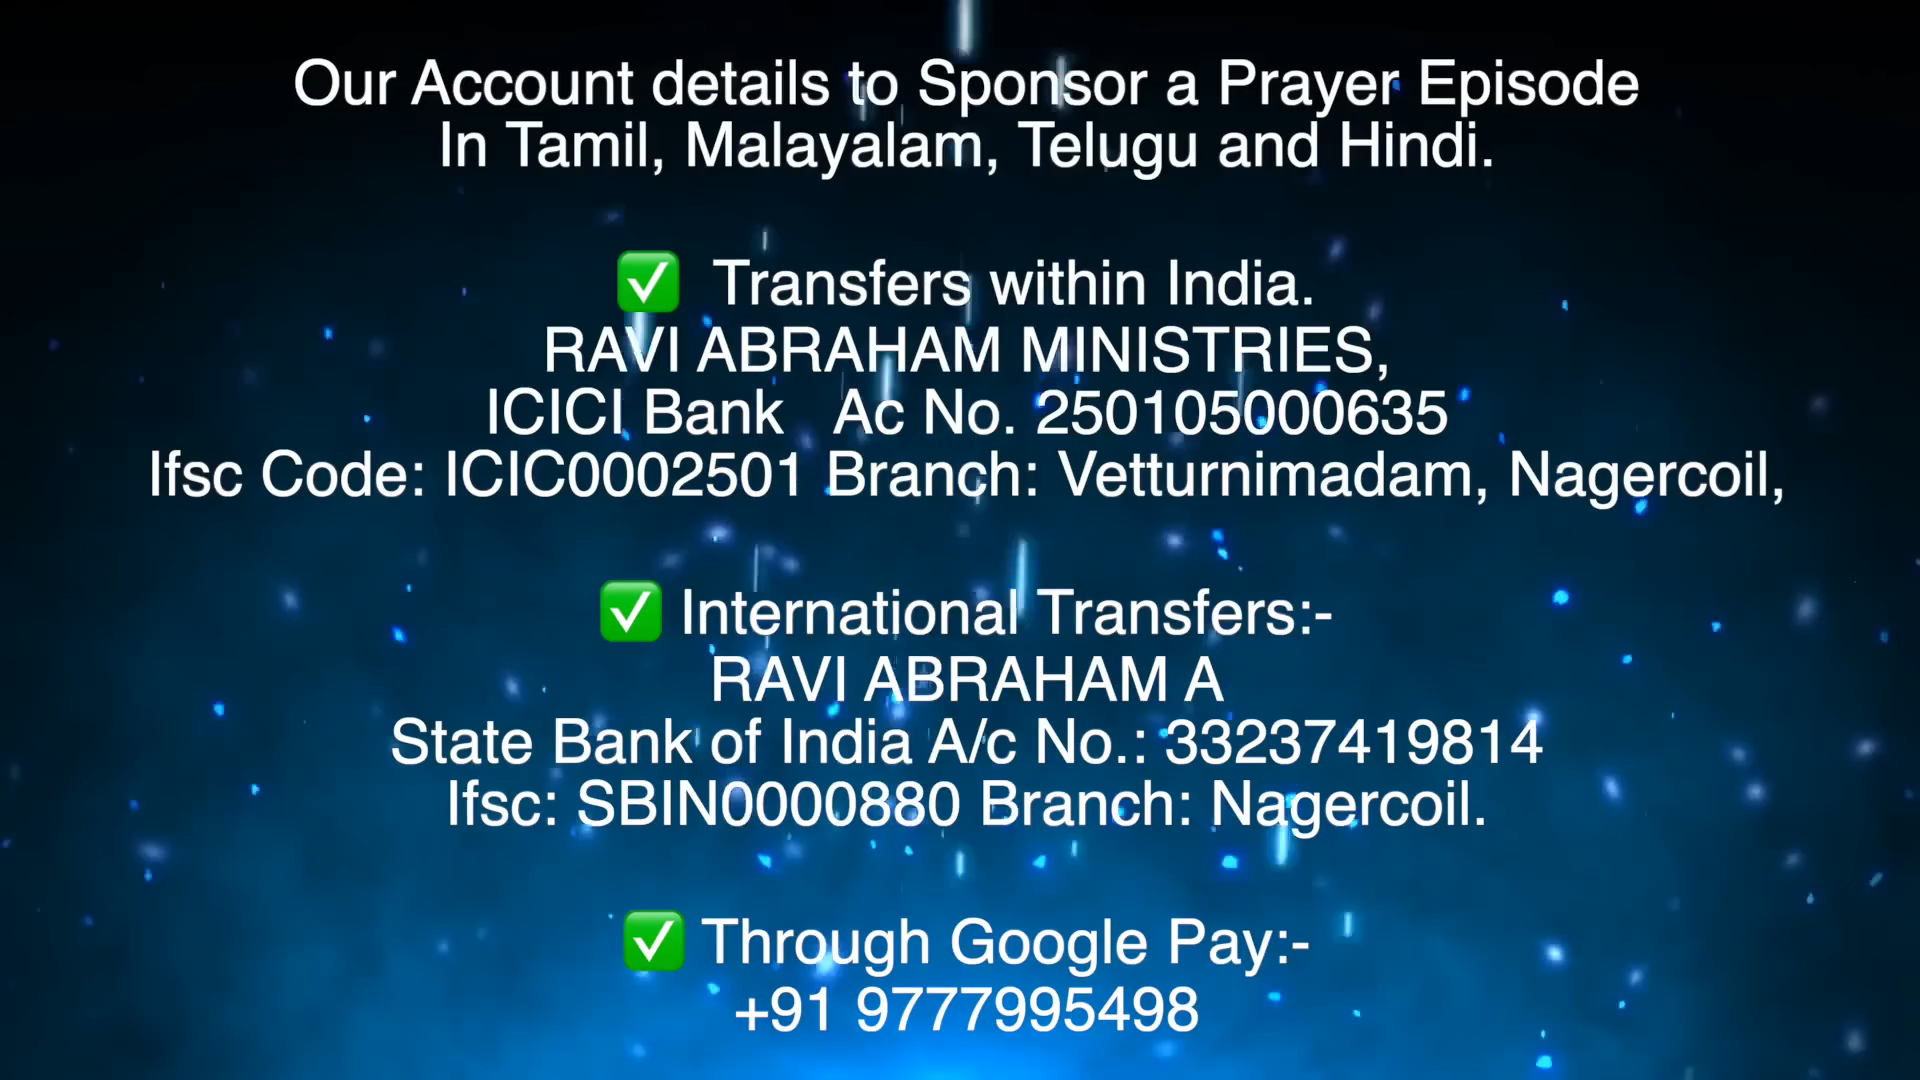 Our Account details to Sponsor a Prayer Episode
In Tamil, Malayalam, Telugu and Hindi.
✅ Transfers within India.
RAVI ABRAHAM MINISTRIES,
ICICI Bank Ac No. 250105000635
Ifsc Code: ICIC0002501 Branch: Vetturnimadam, Nagercoil,
✅ International Transfers:-
RAVI ABRAHAM A
State Bank of India A/c No.: 33237419814
Ifsc: SBIN0000880 Branch: Nagercoil.
✅ Through Google Pay:-
+91 9777995498